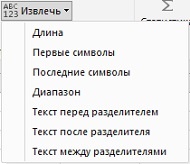 ABC
123 Извлечь
Длина
Первые символы
Последние символы
Диапазон
Текст перед разделителем
Текст после разделителя
Текст между разделителями